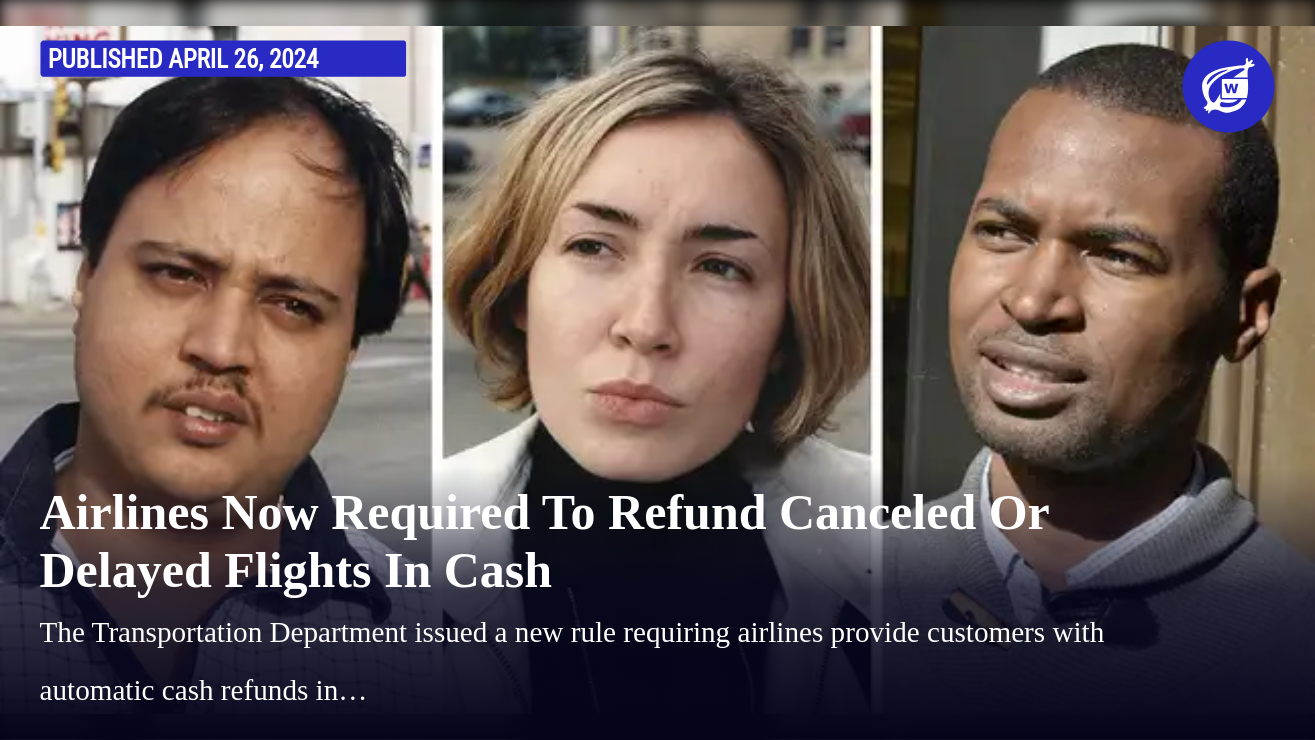 PUBLISHED APRIL 26, 2024
W
Airlines Now Required To Refund Canceled Or
Delayed Flights In Cash
The Transportation Department issued a new rule requiring airlines provide customers with
automatic cash refunds in…